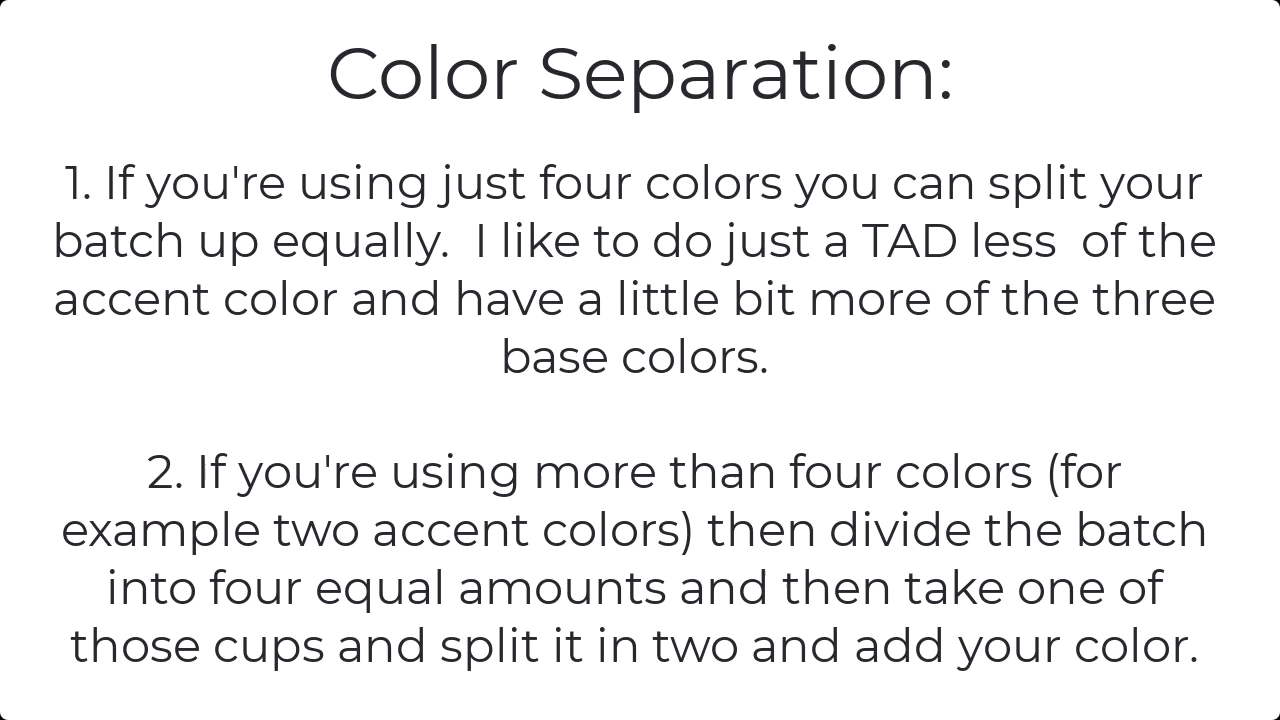 Color Separation:
1. If you're using just four colors you can split your
batch up equally.  I like to do just a TAD less  of the
accent color and have a little bit more of the three
base colors.
2. If you're using more than four colors (for
example two accent colors) then divide the batch
into four equal amounts and then take one of
those cups and split it in two and add your color.